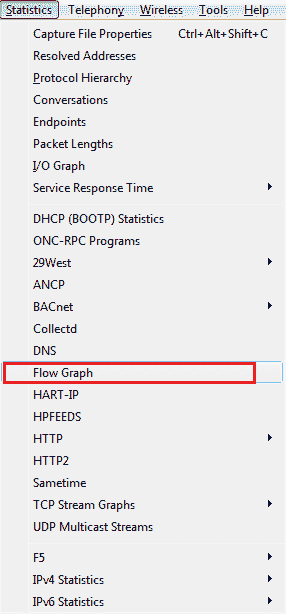 Statistics Telephony Wireless Tools Help
Capture File Properties Ctrl+Alt+Shift+C
Resolved Addresses
Protocol Hierarchy
Conversations
Endpoints
Packet Lengths
I/O Graph
Service Response Time
DHCP (BOOTP) Statistics
ONC-RPC Programs
29West
ANCP
BACnet
Collectd
DNS
Flow Graph
HART-IP
HPFEEDS
HTTP
HTTP2
Sametime
TCP Stream Graphs
UDP Multicast Streams
F5
IPv4 Statistics
IPv6 Statistics